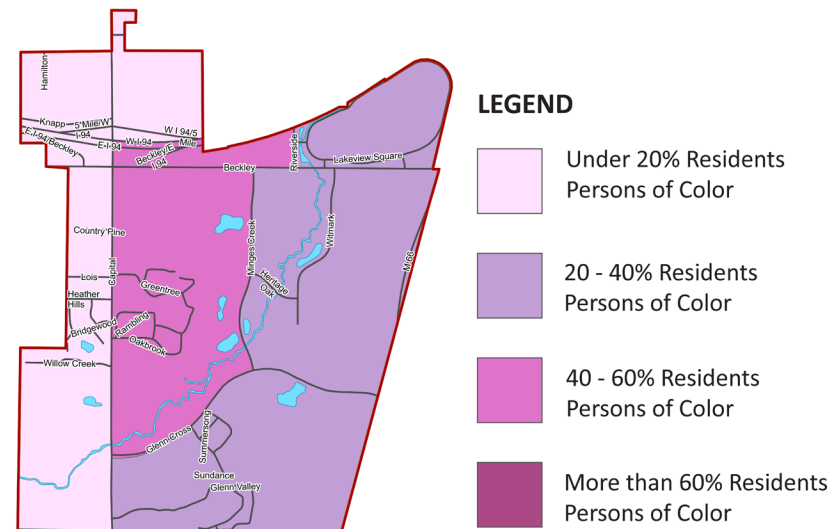 Hamilton
Knapp
5 Mile/W
I-94
W I 94/5
Mile
E-I-94/Beckley
E-I-94
W-I 94
Beckley/E
I-94
Beckley
Riverside
Lakeview Square
Country Pine
Capital
Minges Creek
Witmark
M-66
Lois
Greentree
Heritage
Oak
Heather
Hills
Bridgewood
Rambling
Oakbrook
Willow Creek
Glenn Cross
Summersong
Sundance
Glenn Valley
LEGEND
Under 20% Residents
Persons of Color
20 - 40% Residents
Persons of Color
40 - 60% Residents
Persons of Color
More than 60% Residents
Persons of Color